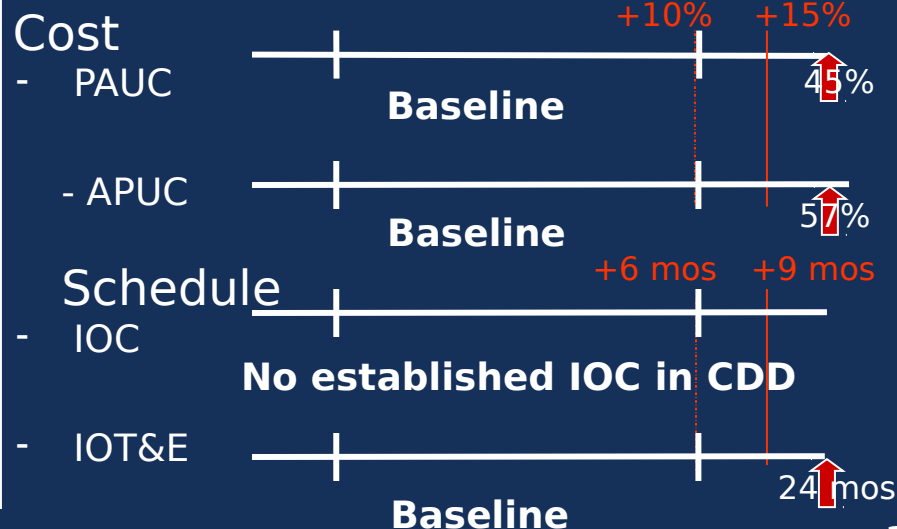 +10% +15%
Cost
- PAUC
45%
Baseline
- APUC
57%
Baseline
+6 mos +9 mos
Schedule
- IOC
No established IOC in CDD
- IOT&E
24 mos
Baseline